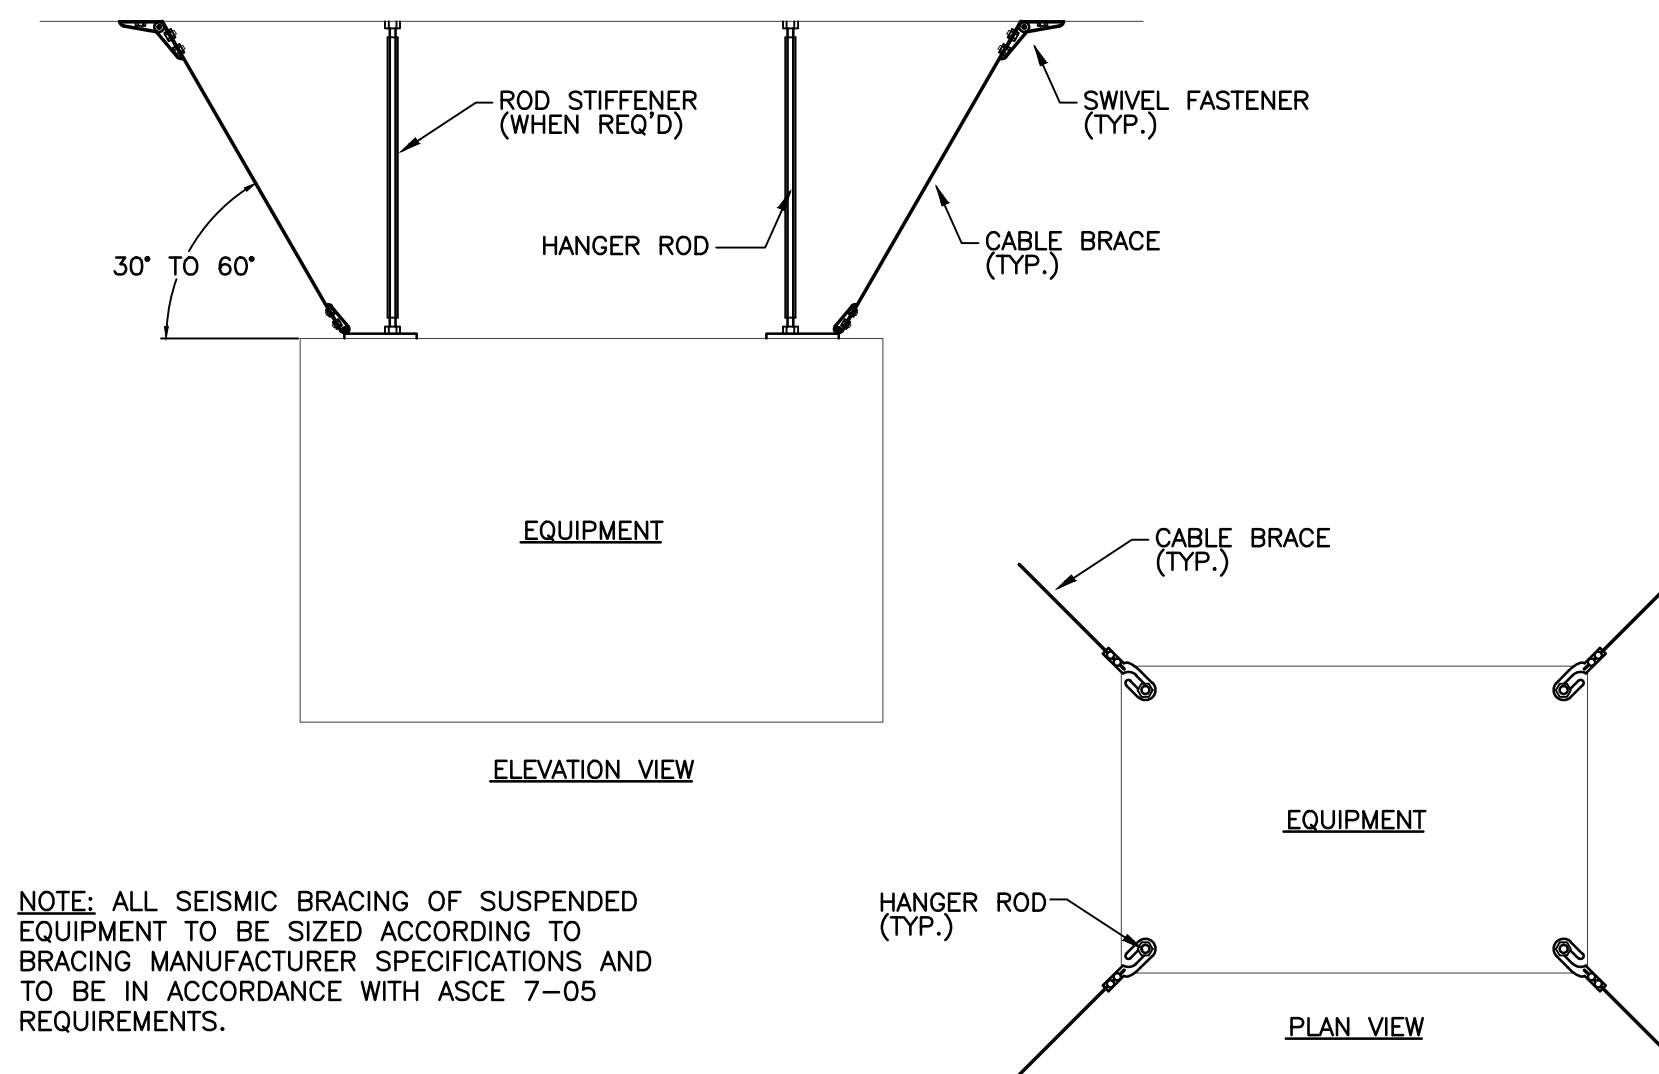 ROD STIFFENER
(WHEN REQ'D)
SWIVEL FASTENER
(TYP.)
HANGER ROD
CABLE BRACE
(TYP.)
30° TO 60°
EQUIPMENT
ELEVATION VIEW
CABLE BRACE
(TYP.)
EQUIPMENT
HANGER ROD
(TYP.)
PLAN VIEW
NOTE: ALL SEISMIC BRACING OF SUSPENDED
EQUIPMENT TO BE SIZED ACCORDING TO
BRACING MANUFACTURER SPECIFICATIONS AND
TO BE IN ACCORDANCE WITH ASCE 7-05
REQUIREMENTS.